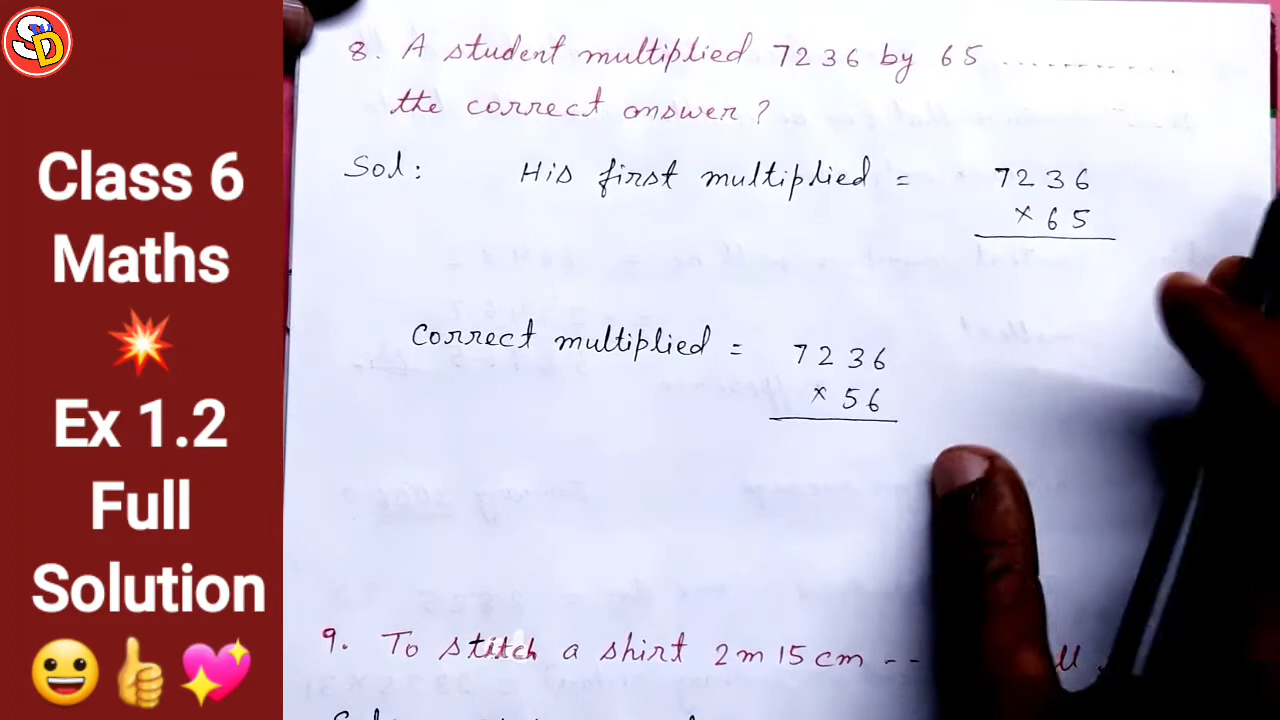 STU
D
Class 6
Maths
💥
Ex 1.2
Full
Solution
😀👍💖
8. A student multiplied 7236 by 65 ...........
the correct answer?
Sol: His first multiplied = 7236
× 65
Correct multiplied = 7236
× 56
9. To stitch a shirt 2m 15cm --